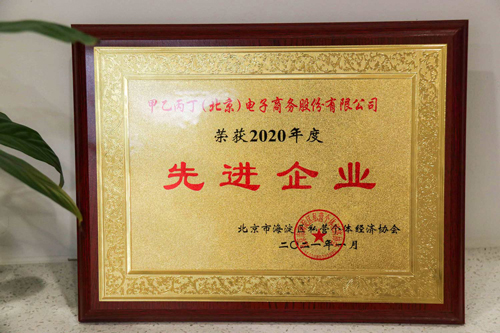 甲乙丙丁(北京)电子商务股份有限公司
荣获2020年度
先进企业
北京市海淀区私营个体经济协会
二〇二一年一月